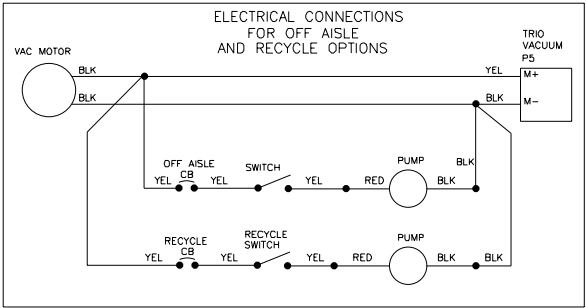 ELECTRICAL CONNECTIONS
FOR OFF AISLE
AND RECYCLE OPTIONS
TRIO
VACUUM
P5
VAC MOTOR
BLK
YEL
M+
BLK
BLK
M-
OFF AISLE
CB
SWITCH
PUMP
BLK
YEL
YEL
YEL
RED
BLK
RECYCLE
CB
RECYCLE
SWITCH
PUMP
YEL
YEL
YEL
RED
BLK
BLK